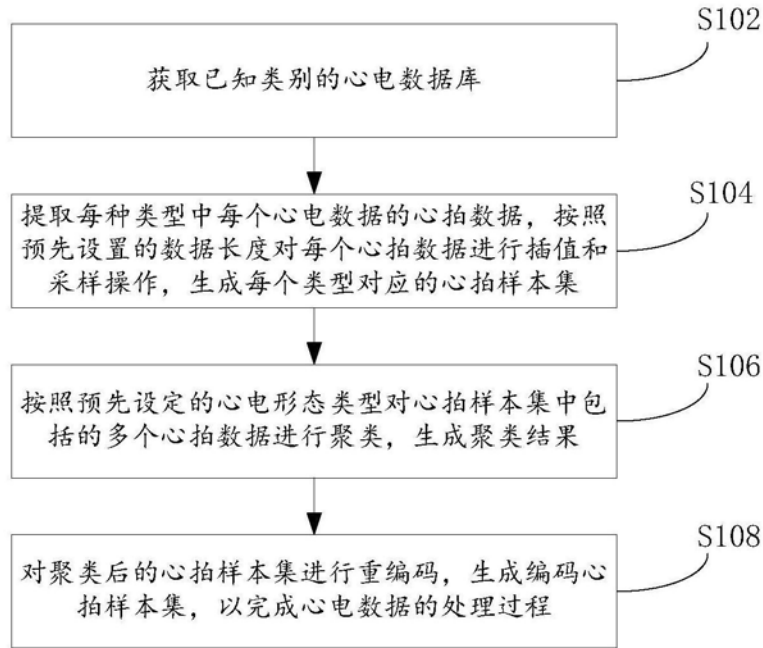 S102
获取已知类别的心电数据库
S104
提取每种类型中每个心电数据的心拍数据，按照
预先设置的数据长度对每个心拍数据进行插值和
采样操作，生成每个类型对应的心拍样本集
S106
按照预先设定的心电形态类型对心拍样本集中包
括的多个心拍数据进行聚类，生成聚类结果
S108
对聚类后的心拍样本集进行重编码，生成编码心
拍样本集，以完成心电数据的处理过程